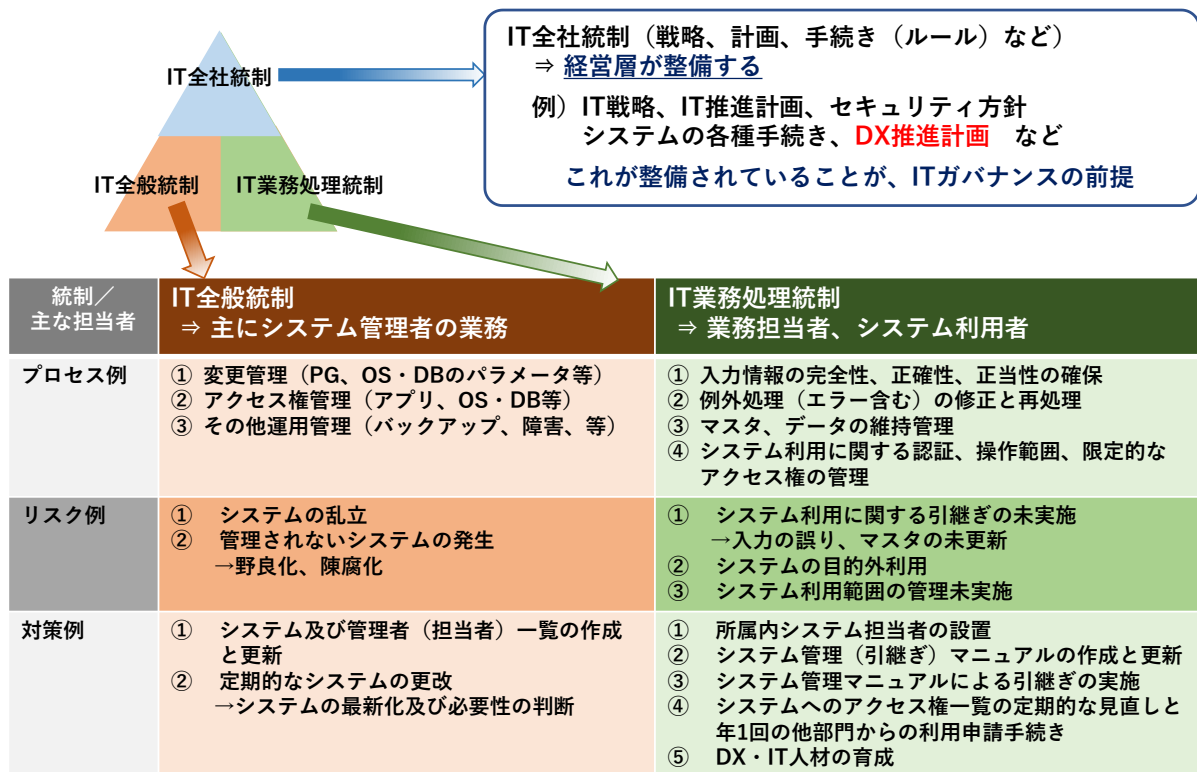 IT全社統制
IT全般統制
IT業務処理統制
IT全社統制（戦略、計画、手続き（ルール）など）
⇒ 経営層が整備する
例）IT戦略、IT推進計画、セキュリティ方針
システムの各種手続き、DX推進計画　など
これが整備されていることが、ITガバナンスの前提
統制／
主な担当者
IT全般統制
⇒ 主にシステム管理者の業務
IT業務処理統制
⇒ 業務担当者、システム利用者
プロセス例
① 変更管理（PG、OS・DBのパラメータ等）
② アクセス権管理（アプリ、OS・DB等）
③ その他運用管理（バックアップ、障害、等）
① 入力情報の完全性、正確性、正当性の確保
② 例外処理（エラー含む）の修正と再処理
③ マスタ、データの維持管理
④ システム利用に関する認証、操作範囲、限定的な
アクセス権の管理
リスク例
① システムの乱立
② 管理されないシステムの発生
→野良化、陳腐化
① システム利用に関する引継ぎの未実施
→入力の誤り、マスタの未更新
② システムの目的外利用
③ システム利用範囲の管理未実施
対策例
① システム及び管理者（担当者）一覧の作成
と更新
② 定期的なシステムの更改
→システムの最新化及び必要性の判断
① 所属内システム担当者の設置
② システム管理（引継ぎ）マニュアルの作成と更新
③ システム管理マニュアルによる引継ぎの実施
④ システムへのアクセス権一覧の定期的な見直しと
年1回の他部門からの利用申請手続き
⑤ DX・IT人材の育成